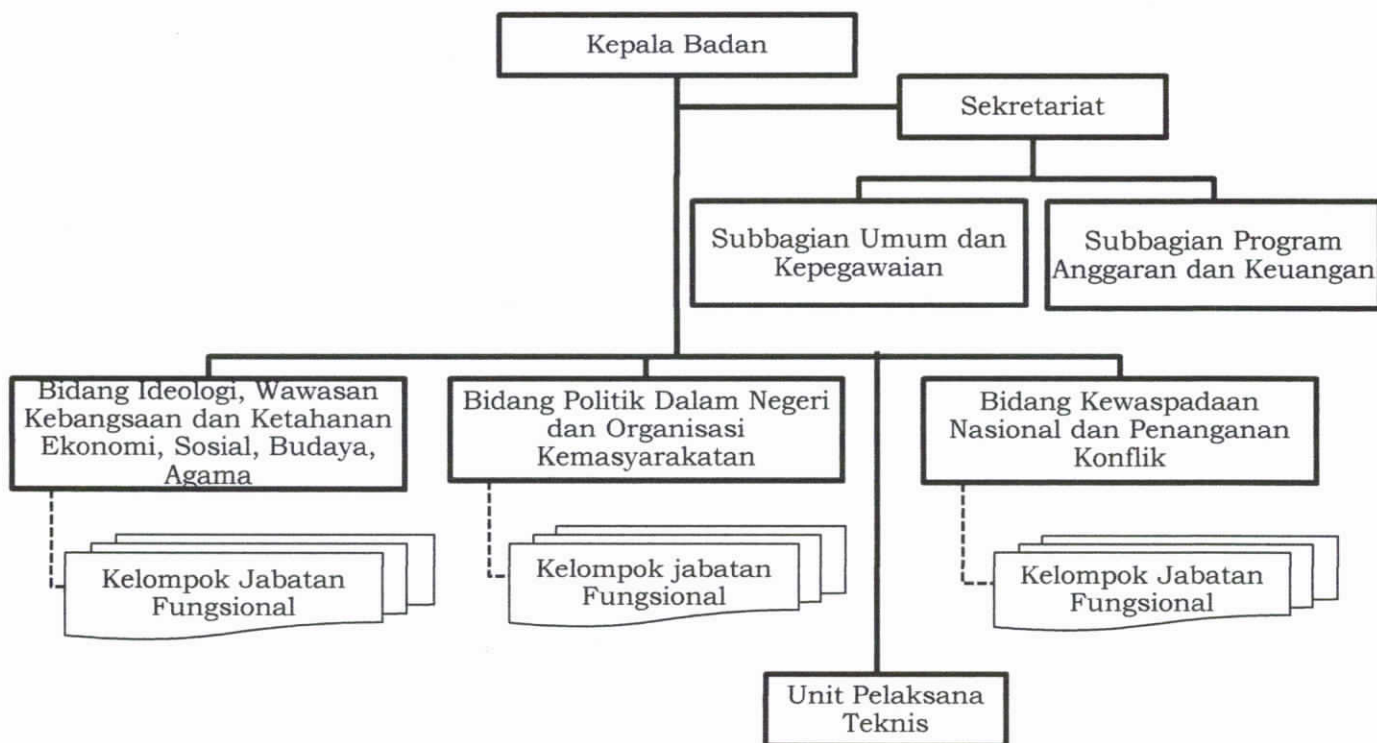 Kepala Badan
Sekretariat
Subbagian Umum dan
Kepegawaian
Subbagian Program
Anggaran dan Keuangan
Bidang Ideologi, Wawasan
Kebangsaan dan Ketahanan
Ekonomi, Sosial, Budaya,
Agama
Bidang Politik Dalam Negeri
dan Organisasi
Kemasyarakatan
Bidang Kewaspadaan
Nasional dan Penanganan
Konflik
Kelompok Jabatan
Fungsional
Kelompok jabatan
Fungsional
Kelompok Jabatan
Fungsional
Unit Pelaksana
Teknis